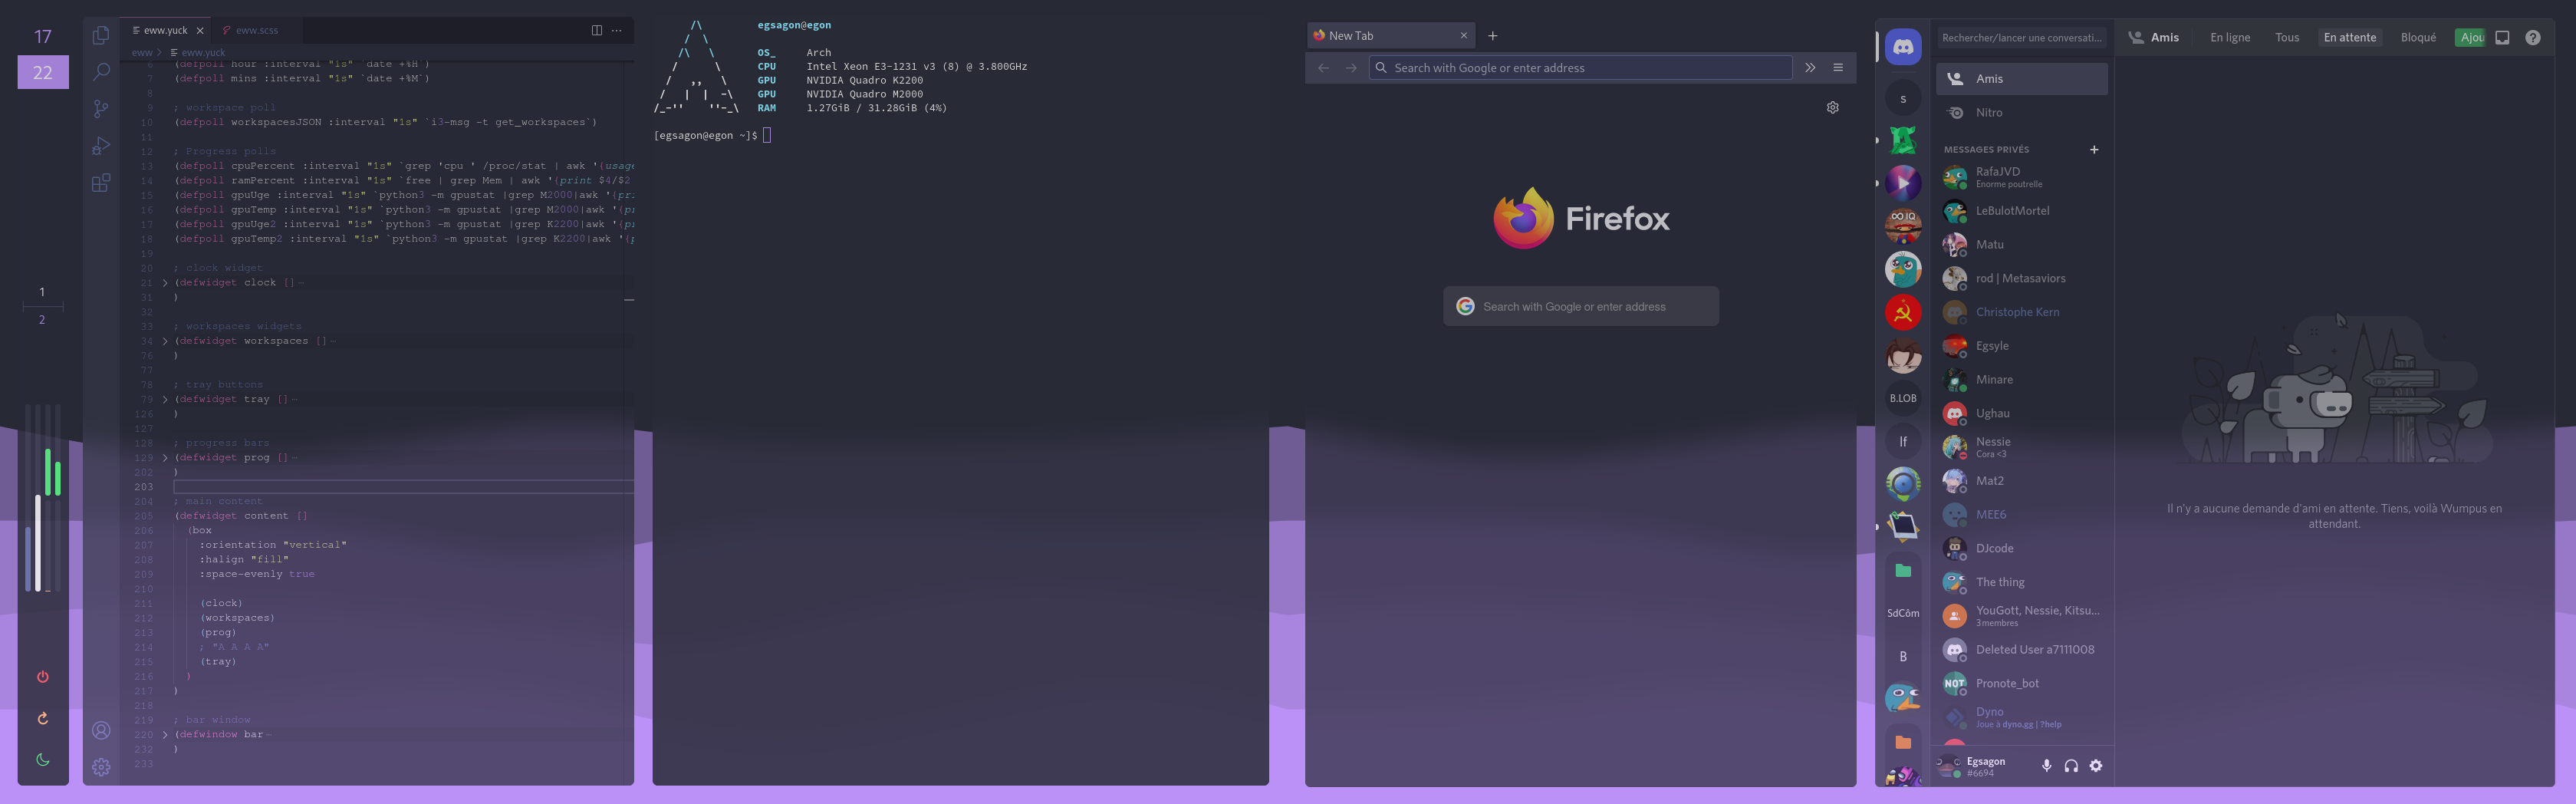 17
22
1
2
eww.yuck
eww.scss
eww > eww.yuck
6 (defpoll hour :interval "1s" `date +%H`)
7 (defpoll mins :interval "1s" `date +%M`)
8
9 ; workspace poll
10 (defpoll workspacesJSON :interval "1s" `i3-msg -t get_workspaces`)
11
12 ; Progress polls
13 (defpoll cpuPercent :interval "1s" `grep 'cpu ' /proc/stat | awk '{usage
14 (defpoll ramPercent :interval "1s" `free | grep Mem | awk '{print $4/$2
15 (defpoll gpuUge :interval "1s" `python3 -m gpustat |grep M2000|awk '{pri
16 (defpoll gpuTemp :interval "1s" `python3 -m gpustat |grep M2000|awk '{p
17 (defpoll gpuUge2 :interval "1s" `python3 -m gpustat |grep K2200|awk '{p
18 (defpoll gpuTemp2 :interval "1s" `python3 -m gpustat |grep K2200|awk '{p
19
20 ; clock widget
21 > (defwidget clock []
31 )
32
33 ; workspaces widgets
34 > (defwidget workspaces []
76 )
77
78 ; tray buttons
79 > (defwidget tray []
126 )
127
128 ; progress bars
129 > (defwidget prog []
202 )
203
204 ; main content
205 (defwidget content []
206 (box
207 :orientation "vertical"
208 :halign "fill"
209 :space-evenly true
210
211 (clock)
212 (workspaces)
213 (prog)
214 ; "A A A A"
215 (tray)
216 )
217 )
218
219 ; bar window
220 > (defwindow bar
232 )
233
egsagon@egon
OS_ Arch
CPU Intel Xeon E3-1231 v3 (8) @ 3.800GHz
GPU NVIDIA Quadro K2200
GPU NVIDIA Quadro M2000
RAM 1.27GiB / 31.28GiB (4%)
[egsagon@egon ~]$
New Tab
Search with Google or enter address
Firefox
Search with Google or enter address
s
∞ IQ
B.LOB
lf
SdCôm
B
Rechercher/lancer une conversati...
Amis
Nitro
MESSAGES PRIVÉS
RafaJVD
Enorme poutrelle
LeBulotMortel
Matu
rod | Metasaviors
Christophe Kern
Egsyle
Minare
Ughau
Nessie
Cora <3
Mat2
MEE6
DJcode
The thing
YouGott, Nessie, Kitsu...
3 membres
Deleted User a7111008
NOT
Pronote_bot
Dyno
Joue à dyno.gg | ?help
Egsagon
#6694
Amis
En ligne
Tous
En attente
Bloqué
Ajou
Il n'y a aucune demande d'ami en attente. Tiens, voilà Wumpus en
attendant.